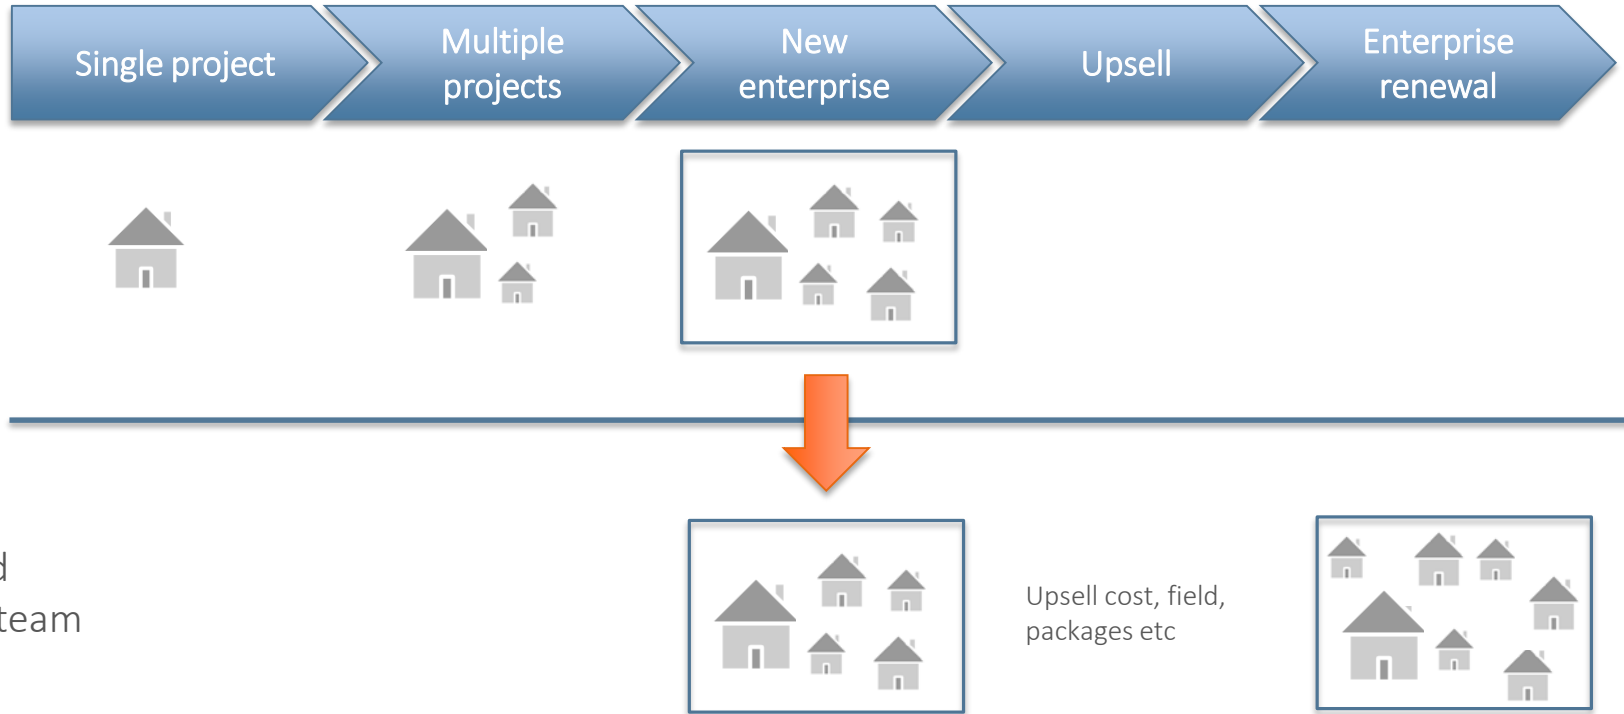 Single project
Multiple
projects
New
enterprise
Upsell
Enterprise
renewal
team
Upsell cost, field,
packages etc